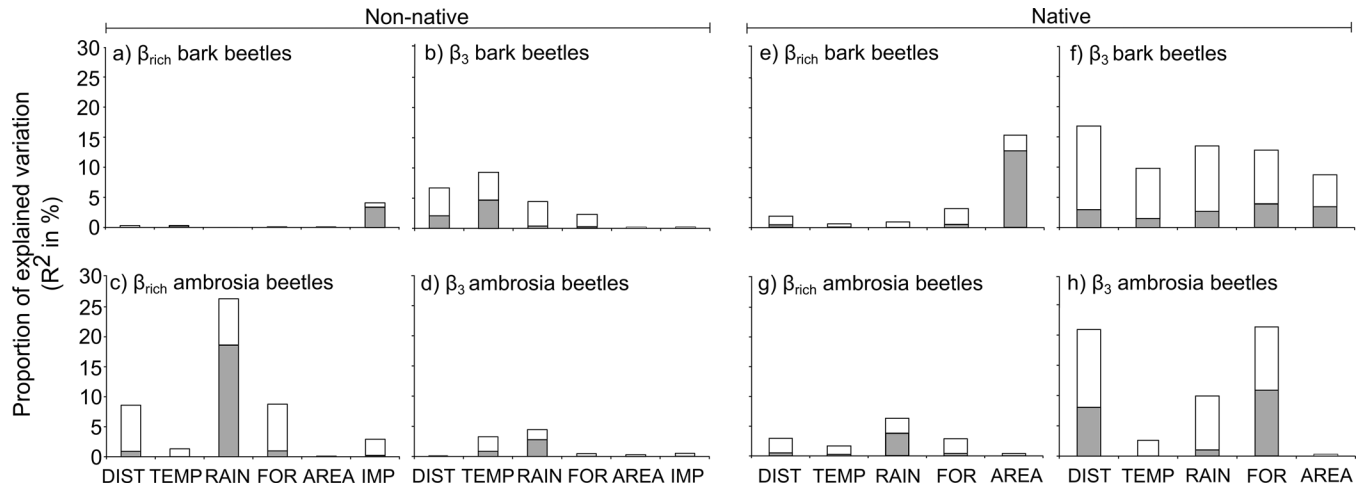 Non-native
Native
Proportion of explained variation
(R² in %)
30
25
20
15
10
5
0
a) βrich bark beetles
b) β3 bark beetles
e) βrich bark beetles
f) β3 bark beetles
30
25
20
15
10
5
0
c) βrich ambrosia beetles
d) β3 ambrosia beetles
g) βrich ambrosia beetles
h) β3 ambrosia beetles
DIST TEMP RAIN FOR AREA IMP
DIST TEMP RAIN FOR AREA IMP
DIST TEMP RAIN FOR AREA
DIST TEMP RAIN FOR AREA